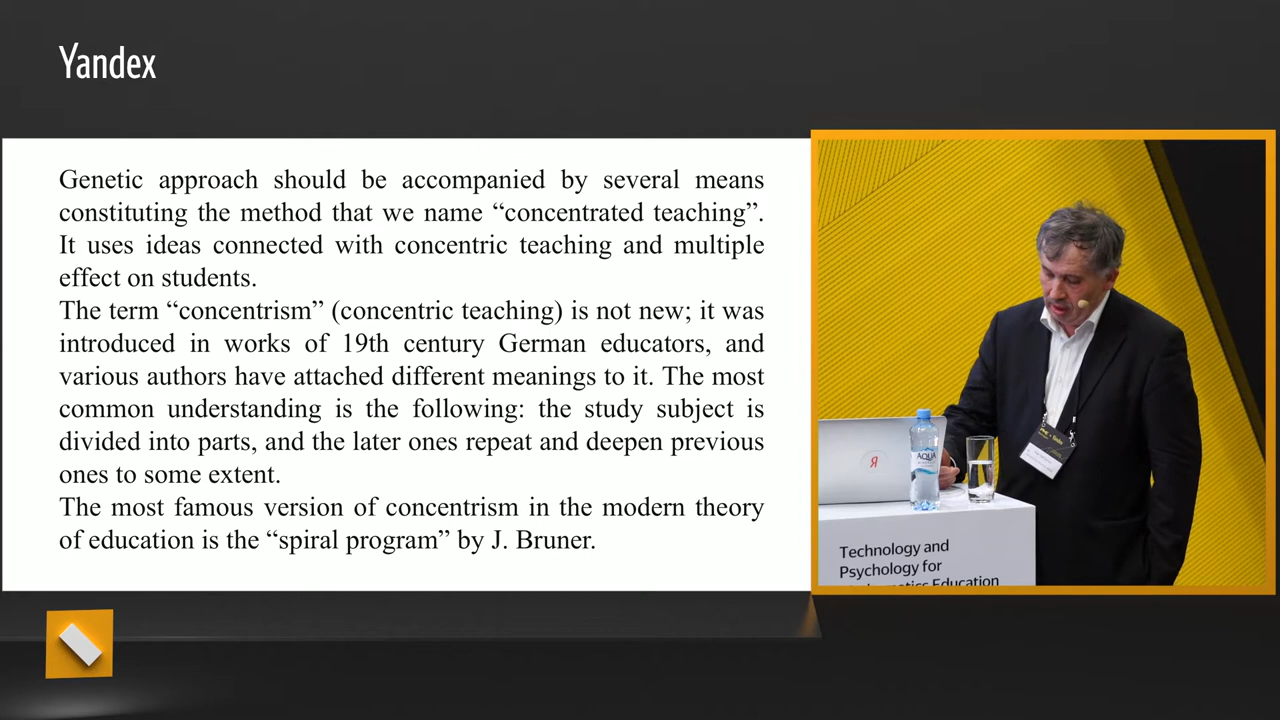 Yandex
Genetic approach should be accompanied by several means
constituting the method that we name “concentrated teaching”.
It uses ideas connected with concentric teaching and multiple
effect on students.
The term “concentrism” (concentric teaching) is not new; it was
introduced in works of 19th century German educators, and
various authors have attached different meanings to it. The most
common understanding is the following: the study subject is
divided into parts, and the later ones repeat and deepen previous
ones to some extent.
The most famous version of concentrism in the modern theory
of education is the “spiral program” by J. Bruner.
Я
AQUA
Technology and
Psychology for
Education